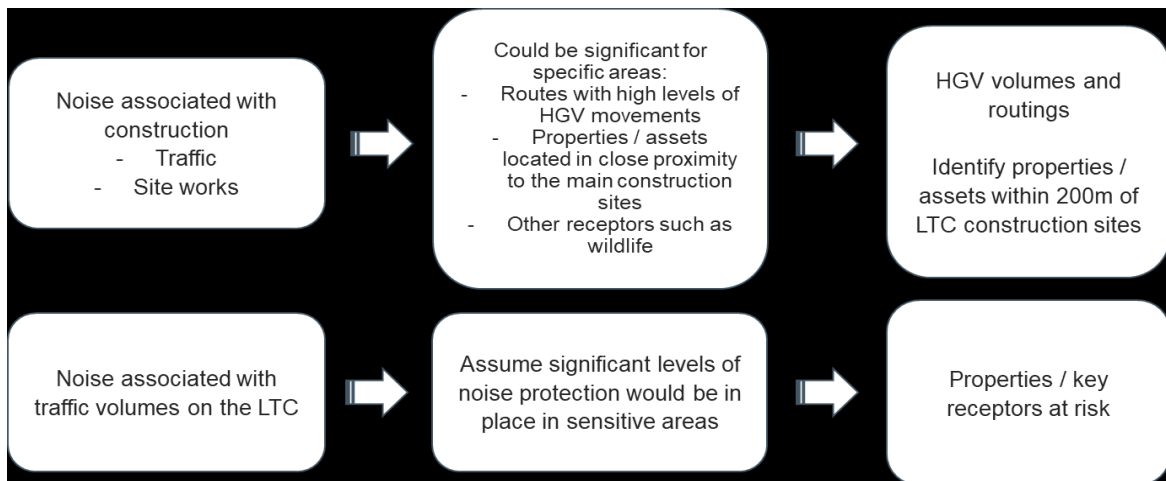 Noise associated with
construction
- Traffic
- Site works
Could be significant for
specific areas:
- Routes with high levels of
HGV movements
- Properties / assets
located in close proximity
to the main construction
sites
- Other receptors such as
wildlife
HGV volumes and
routings
Identify properties /
assets within 200m of
LTC construction sites
Noise associated with
traffic volumes on the LTC
Assume significant levels of
noise protection would be in
place in sensitive areas
Properties / key
receptors at risk